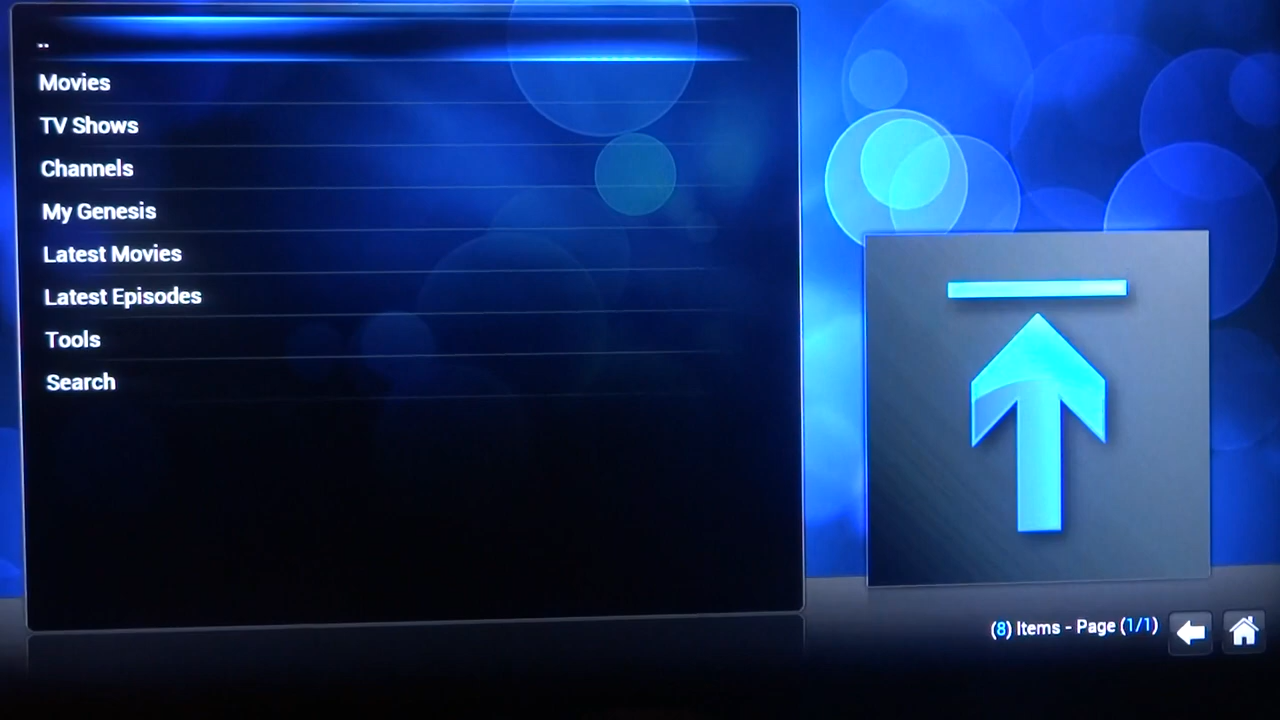 ..
Movies
TV Shows
Channels
My Genesis
Latest Movies
Latest Episodes
Tools
Search
(8) Items - Page (1/1)